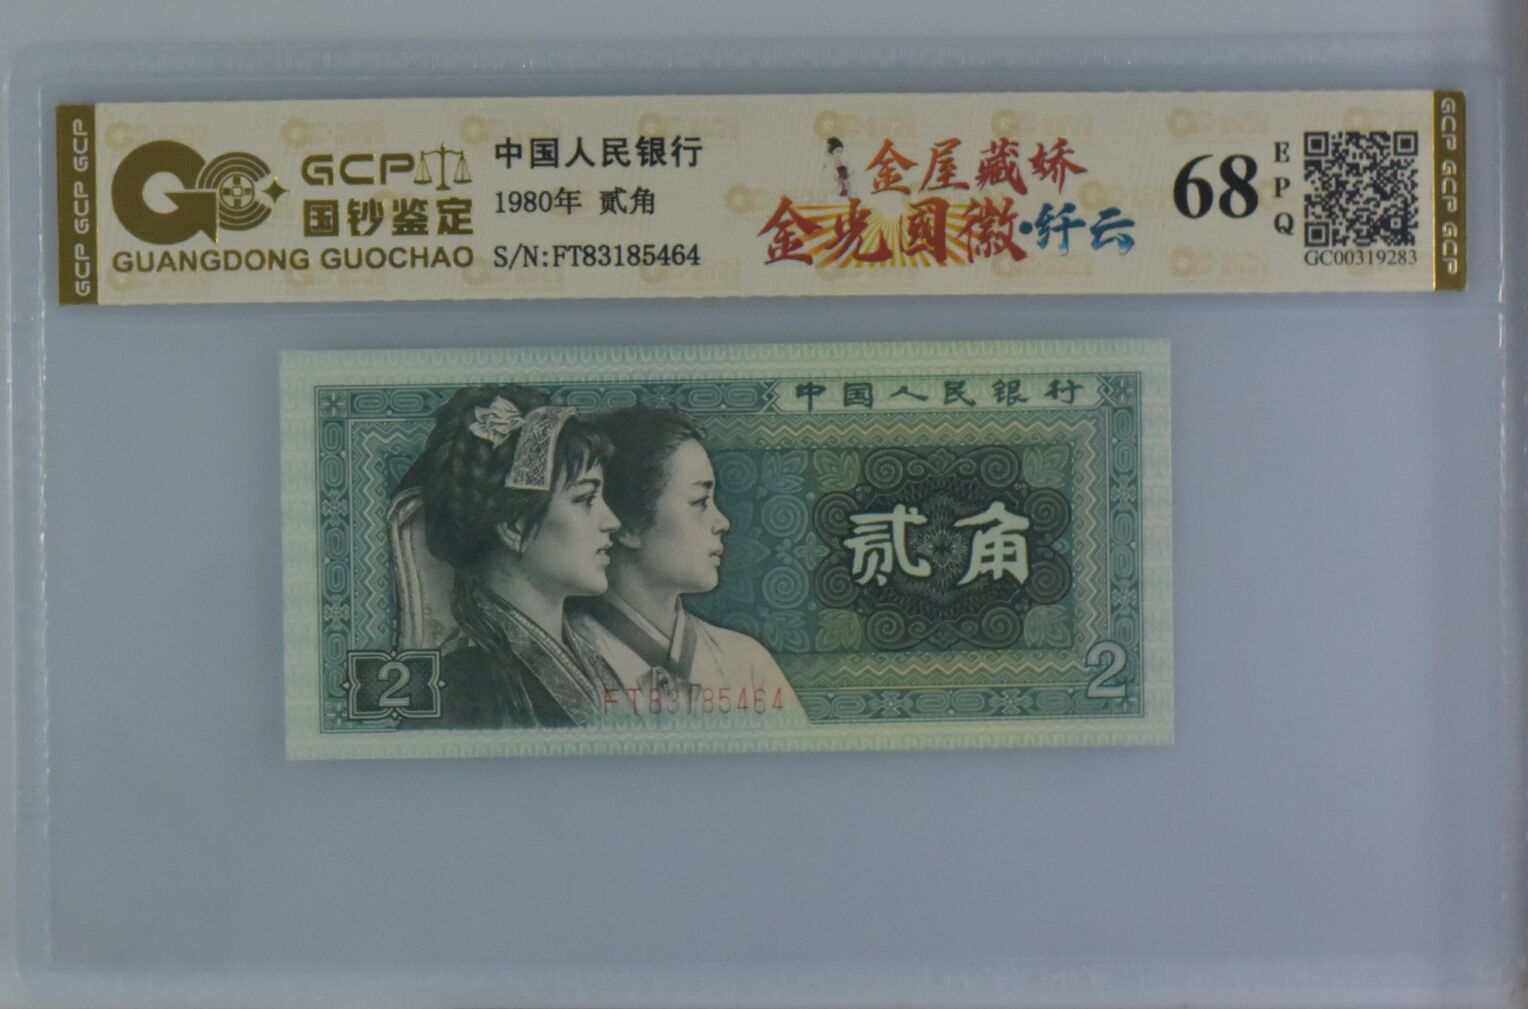 GCP GCP GCP
GCP
国钞鉴定
GUANGDONG GUOCHAO
中国人民银行
1980年 贰角
S/N:FT83185464
金屋藏娇
金光國徽·纤云
68
EPQ
GC00319283
GCP GCP GCP
中国人民银行
贰角
2
2
FT83185464